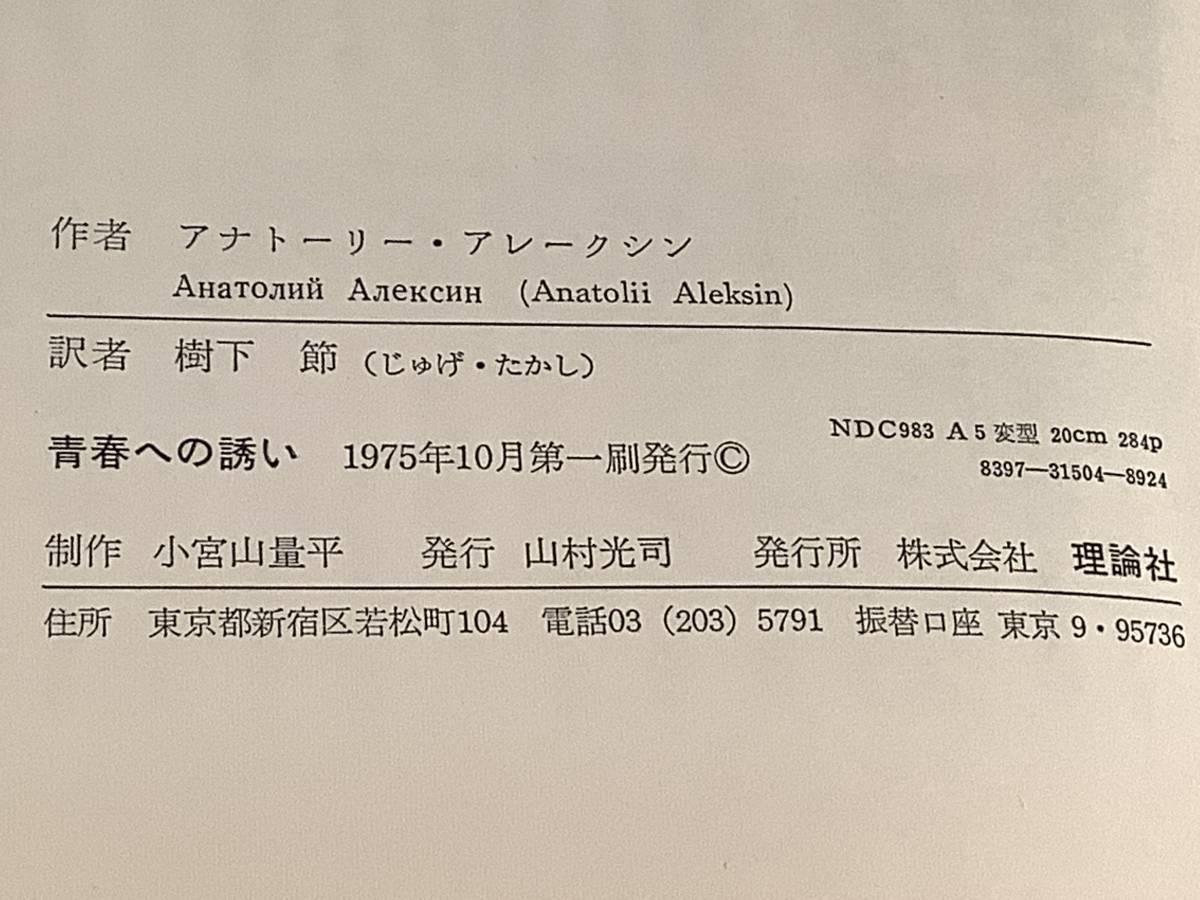 作者 アナトーリー・アレークシン
Анатолий Алексин (Anatolii Aleksin)
訳者 樹下 節（じゅげ・たかし）
青春への誘い 1975年10月第一刷発行©
NDC983 A5変型 20cm 284p
8397—31504—8924
制作 小宮山量平 発行 山村光司 発行所 株式会社 理論社
住所 東京都新宿区若松町104 電話03（203）5791 振替口座 東京9・95736